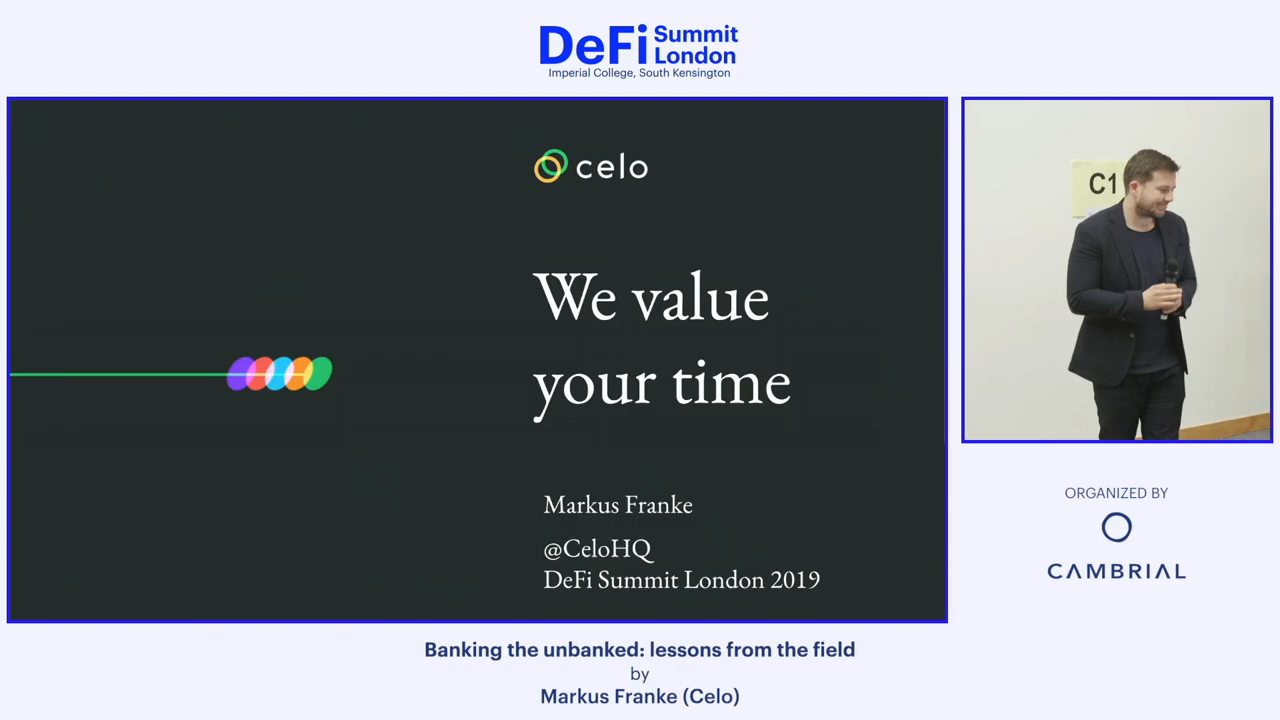 DeFi Summit London
Imperial College, South Kensington
celo
We value
your time
Markus Franke
@CeloHQ
DeFi Summit London 2019
C1
ORGANIZED BY
CAMBRIAL
Banking the unbanked: lessons from the field
by
Markus Franke (Celo)